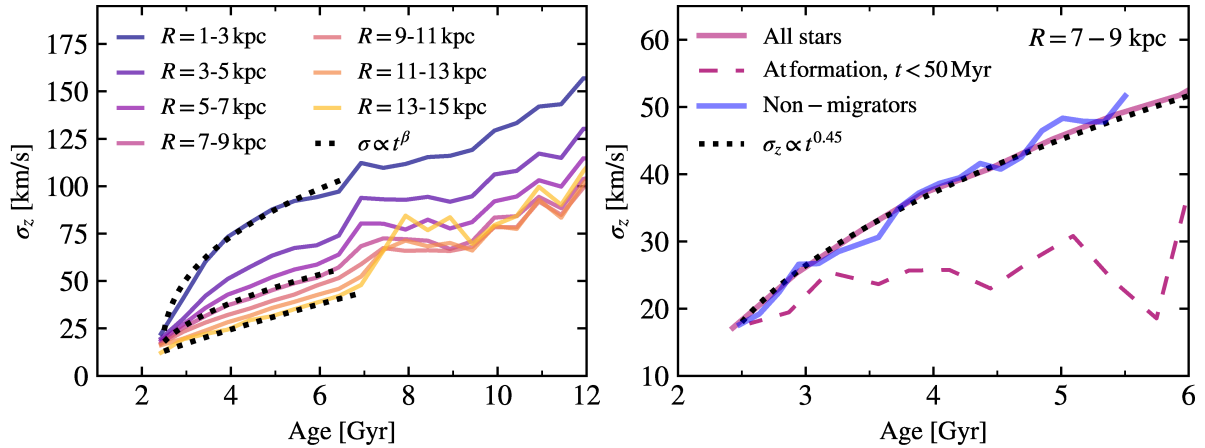 175
150
125
100
75
50
25
0
σz [km/s]
R = 1-3 kpc
R = 3-5 kpc
R = 5-7 kpc
R = 7-9 kpc
R = 9-11 kpc
R = 11-13 kpc
R = 13-15 kpc
σ ∝ t^β
2 4 6 8 10 12
Age [Gyr]
60
50
40
30
20
10
σz [km/s]
All stars
At formation, t < 50 Myr
Non − migrators
σz ∝ t^0.45
R = 7 − 9 kpc
2 3 4 5 6
Age [Gyr]